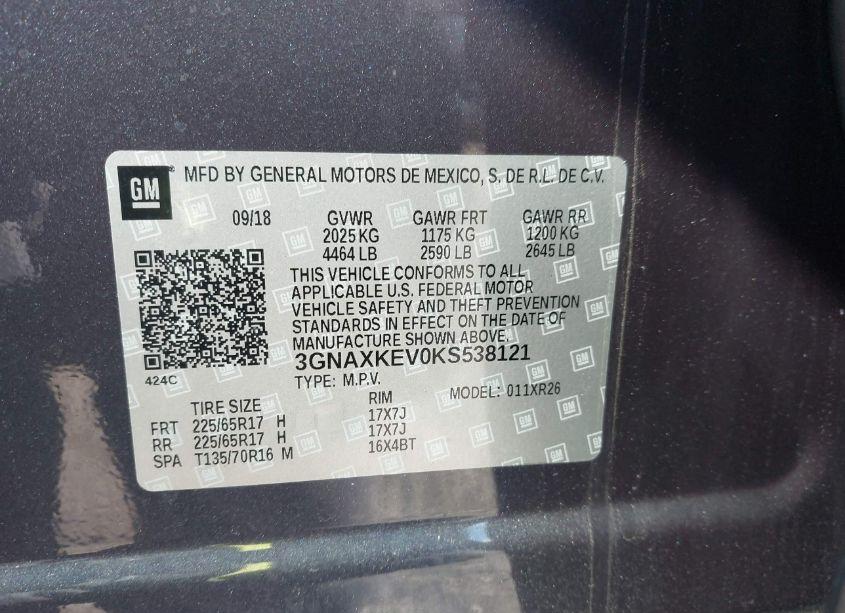 GM MFD BY GENERAL MOTORS DE MEXICO, S. DE R.L. DE C.V.
09/18 GVWR GAWR FRT GAWR RR
2025 KG 1175 KG 1200 KG
4464 LB 2590 LB 2645 LB
THIS VEHICLE CONFORMS TO ALL
APPLICABLE U.S. FEDERAL MOTOR
VEHICLE SAFETY AND THEFT PREVENTION
STANDARDS IN EFFECT ON THE DATE OF
MANUFACTURE SHOWN ABOVE.
3GNAXKEV0KS538121
424C TYPE: M.P.V. MODEL: 011XR26
TIRE SIZE RIM
FRT 225/65R17 H 17X7J
RR 225/65R17 H 17X7J
SPA T135/70R16 M 16X4BT